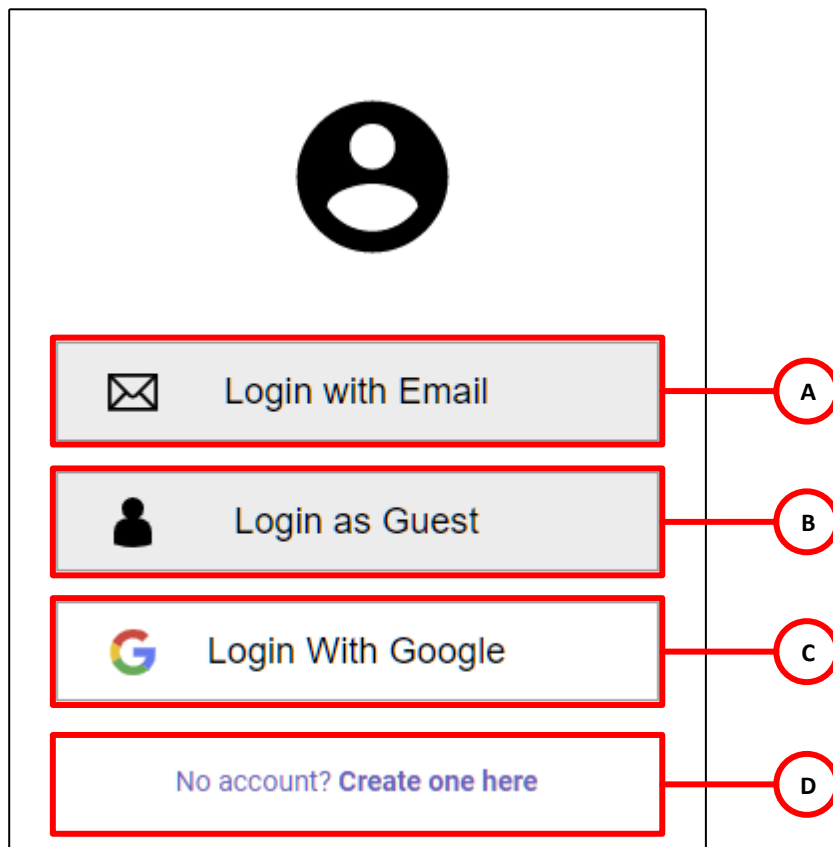 Login with Email
A
Login as Guest
B
Login With Google
C
No account? Create one here
D